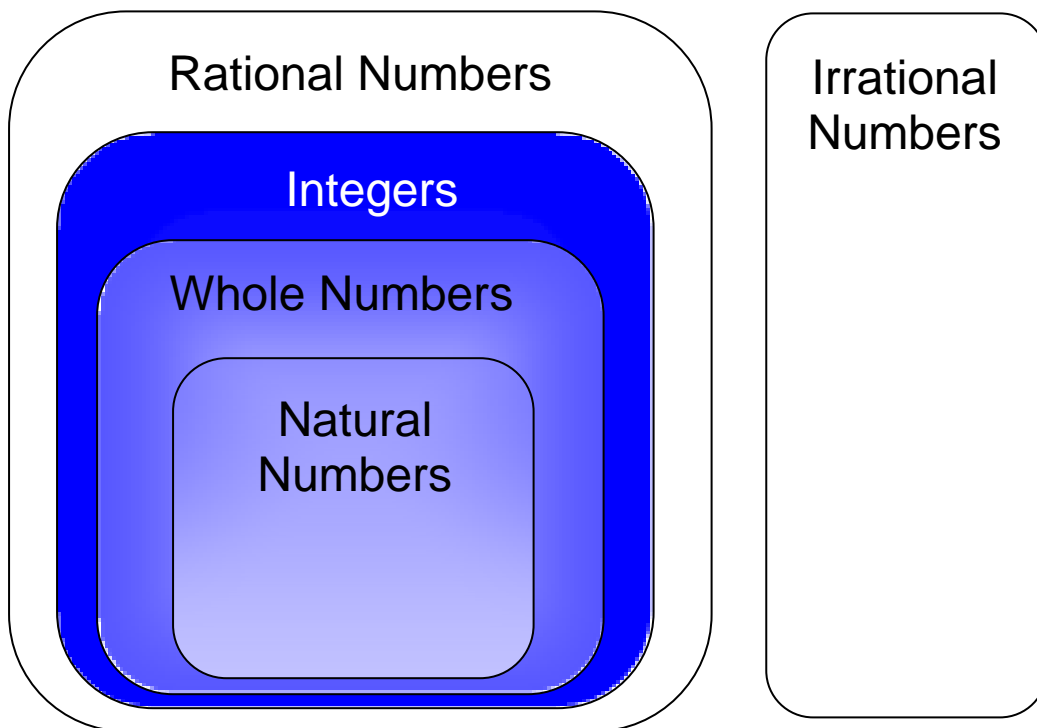 Rational Numbers
Integers
Whole Numbers
Natural
Numbers
Irrational
Numbers